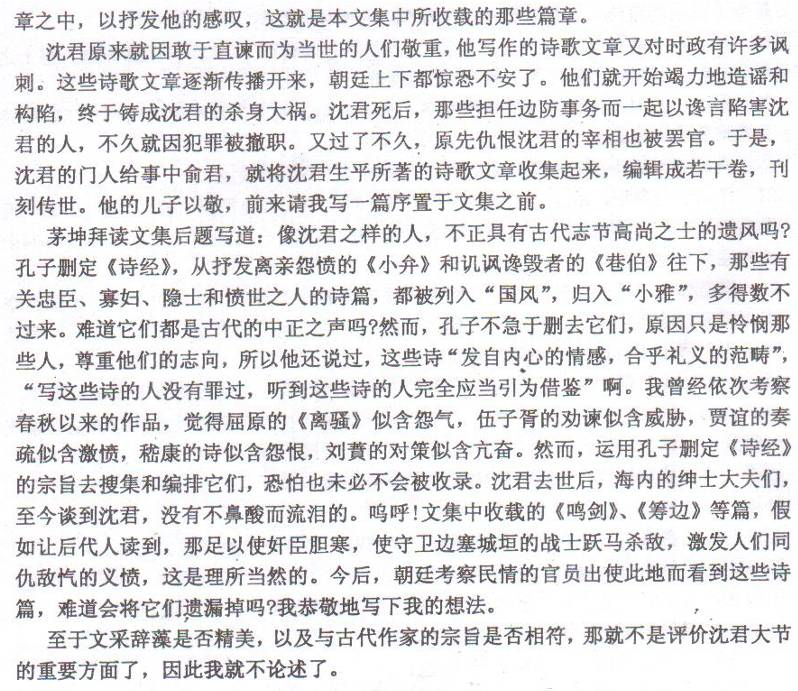 章之中，以抒发他的感叹，这就是本文集中所收载的那些篇章。
沈君原来就因敢于直谏而为当世的人们敬重，他写作的诗歌文章又对时政有许多讽
刺。这些诗歌文章逐渐传播开来，朝廷上下都惊恐不安了。他们就开始竭力地造谣和
构陷，终于铸成沈君的杀身大祸。沈君死后，那些担任边防事务而一起以谗言陷害沈
君的人，不久就因犯罪被撤职。又过了不久，原先仇恨沈君的宰相也被罢官。于是，
沈君的门人给事中俞君，就将沈君生平所著的诗歌文章收集起来，编辑成若干卷，刊
刻传世。他的儿子以敬，前来请我写一篇序置于文集之前。
茅坤拜读文集后题写道：像沈君之样的人，不正具有古代志节高尚之士的遗风吗?
孔子删定《诗经》，从抒发离亲怨愤的《小弁》和讥讽谗毁者的《巷伯》往下，那些有
关忠臣、寡妇、隐士和愤世之人的诗篇，都被列入“国风”，归入“小雅”，多得数不
过来。难道它们都是古代的中正之声吗?然而，孔子不急于删去它们，原因只是怜悯那
些人，尊重他们的志向，所以他还说过，这些诗“发自内心的情感，合乎礼义的范畴”，
“写这些诗的人没有罪过，听到这些诗的人完全应当引为借鉴”啊。我曾经依次考察
春秋以来的作品，觉得屈原的《离骚》似含怨气，伍子胥的劝谏似含威胁，贾谊的奏
疏似含激愤，嵇康的诗似含怨恨，刘蕡的对策似含亢奋。然而，运用孔子删定《诗经》
的宗旨去搜集和编排它们，恐怕也未必不会被收录。沈君去世后，海内的绅士大夫们，
至今谈到沈君，没有不鼻酸而流泪的。呜呼!文集中收载的《鸣剑》、《筹边》等篇，假
如让后代人读到，那足以使奸臣胆寒，使守卫边塞城垣的战士跃马杀敌，激发人们同
仇敌忾的义愤，这是理所当然的。今后，朝廷考察民情的官员出使此地而看到这些诗
篇，难道会将它们遗漏掉吗?我恭敬地写下我的想法。
至于文采辞藻是否精美，以及与古代作家的宗旨是否相符，那就不是评价沈君大节
的重要方面了，因此我就不论述了。